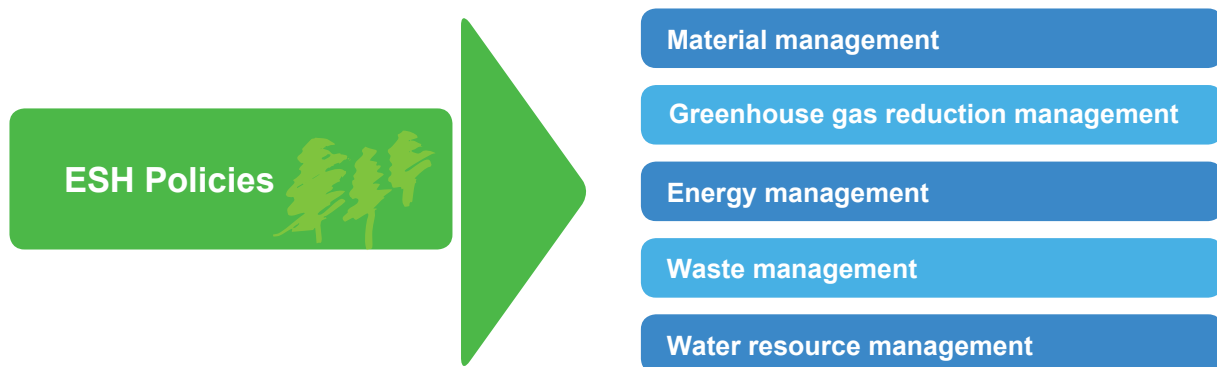 ESH Policies
Material management
Greenhouse gas reduction management
Energy management
Waste management
Water resource management